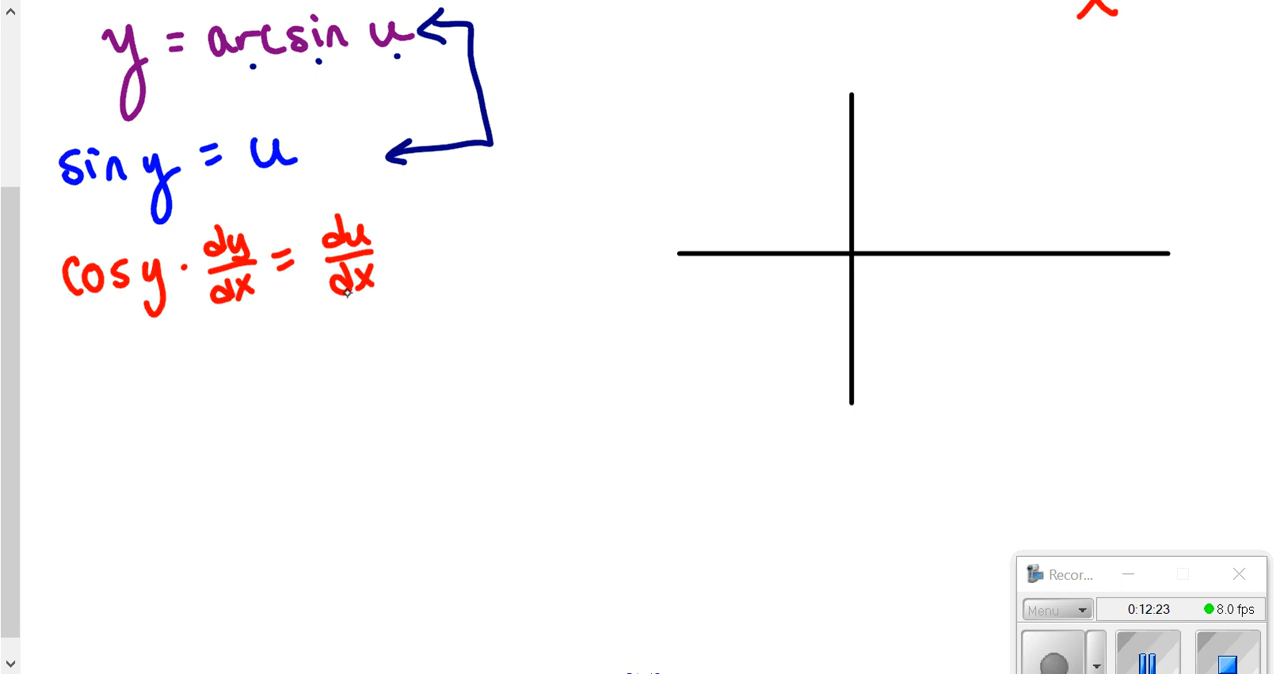 y = arcsin u
sin y = u
cos y · dy/dx = du/dx
x
Recor...
Menu
0:12:23
8.0 fps